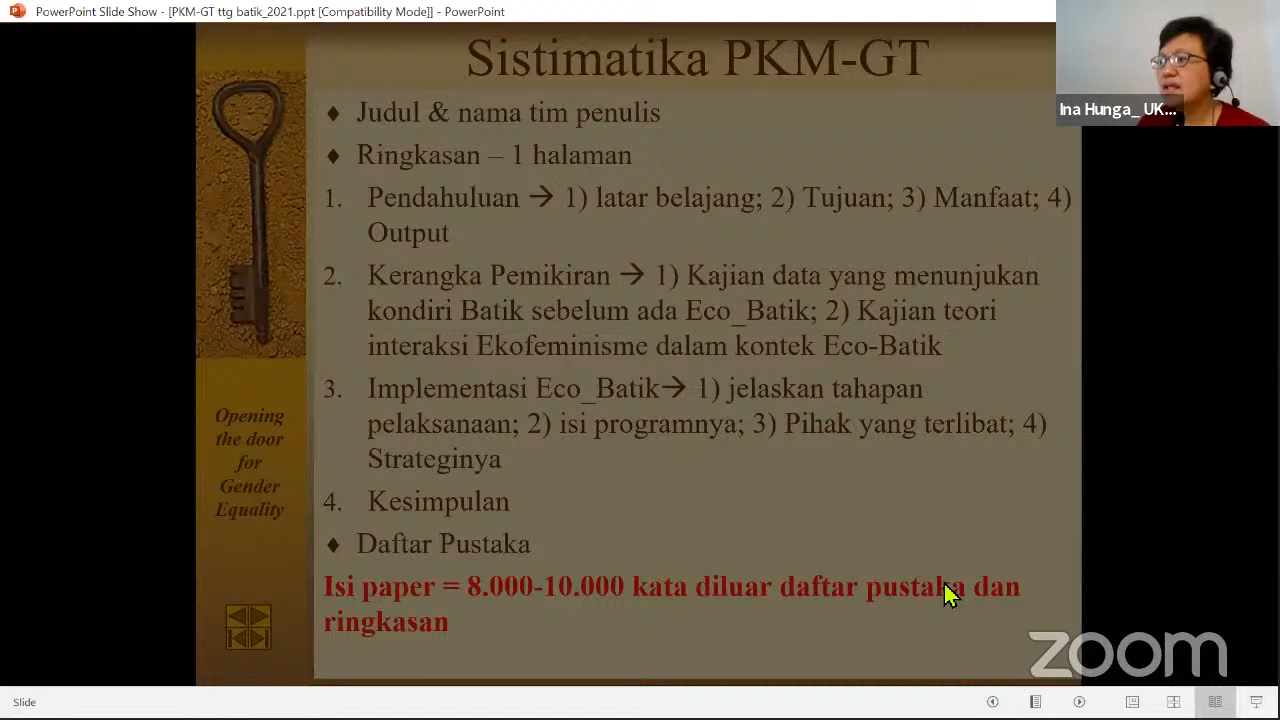 PowerPoint Slide Show - [PKM-GT ttg batik_2021.ppt [Compatibility Mode]] - PowerPoint
Sistimatika PKM-GT
♦ Judul & nama tim penulis
♦ Ringkasan – 1 halaman
1. Pendahuluan → 1) latar belajang; 2) Tujuan; 3) Manfaat; 4)
Output
2. Kerangka Pemikiran → 1) Kajian data yang menunjukan
kondiri Batik sebelum ada Eco_Batik; 2) Kajian teori
interaksi Ekofeminisme dalam kontek Eco-Batik
3. Implementasi Eco_Batik→ 1) jelaskan tahapan
pelaksanaan; 2) isi programnya; 3) Pihak yang terlibat; 4)
Strateginya
4. Kesimpulan
♦ Daftar Pustaka
Isi paper = 8.000-10.000 kata diluar daftar pustaka dan
ringkasan
Opening
the door
for
Gender
Equality
Ina Hunga_ UK...
zoom
Slide